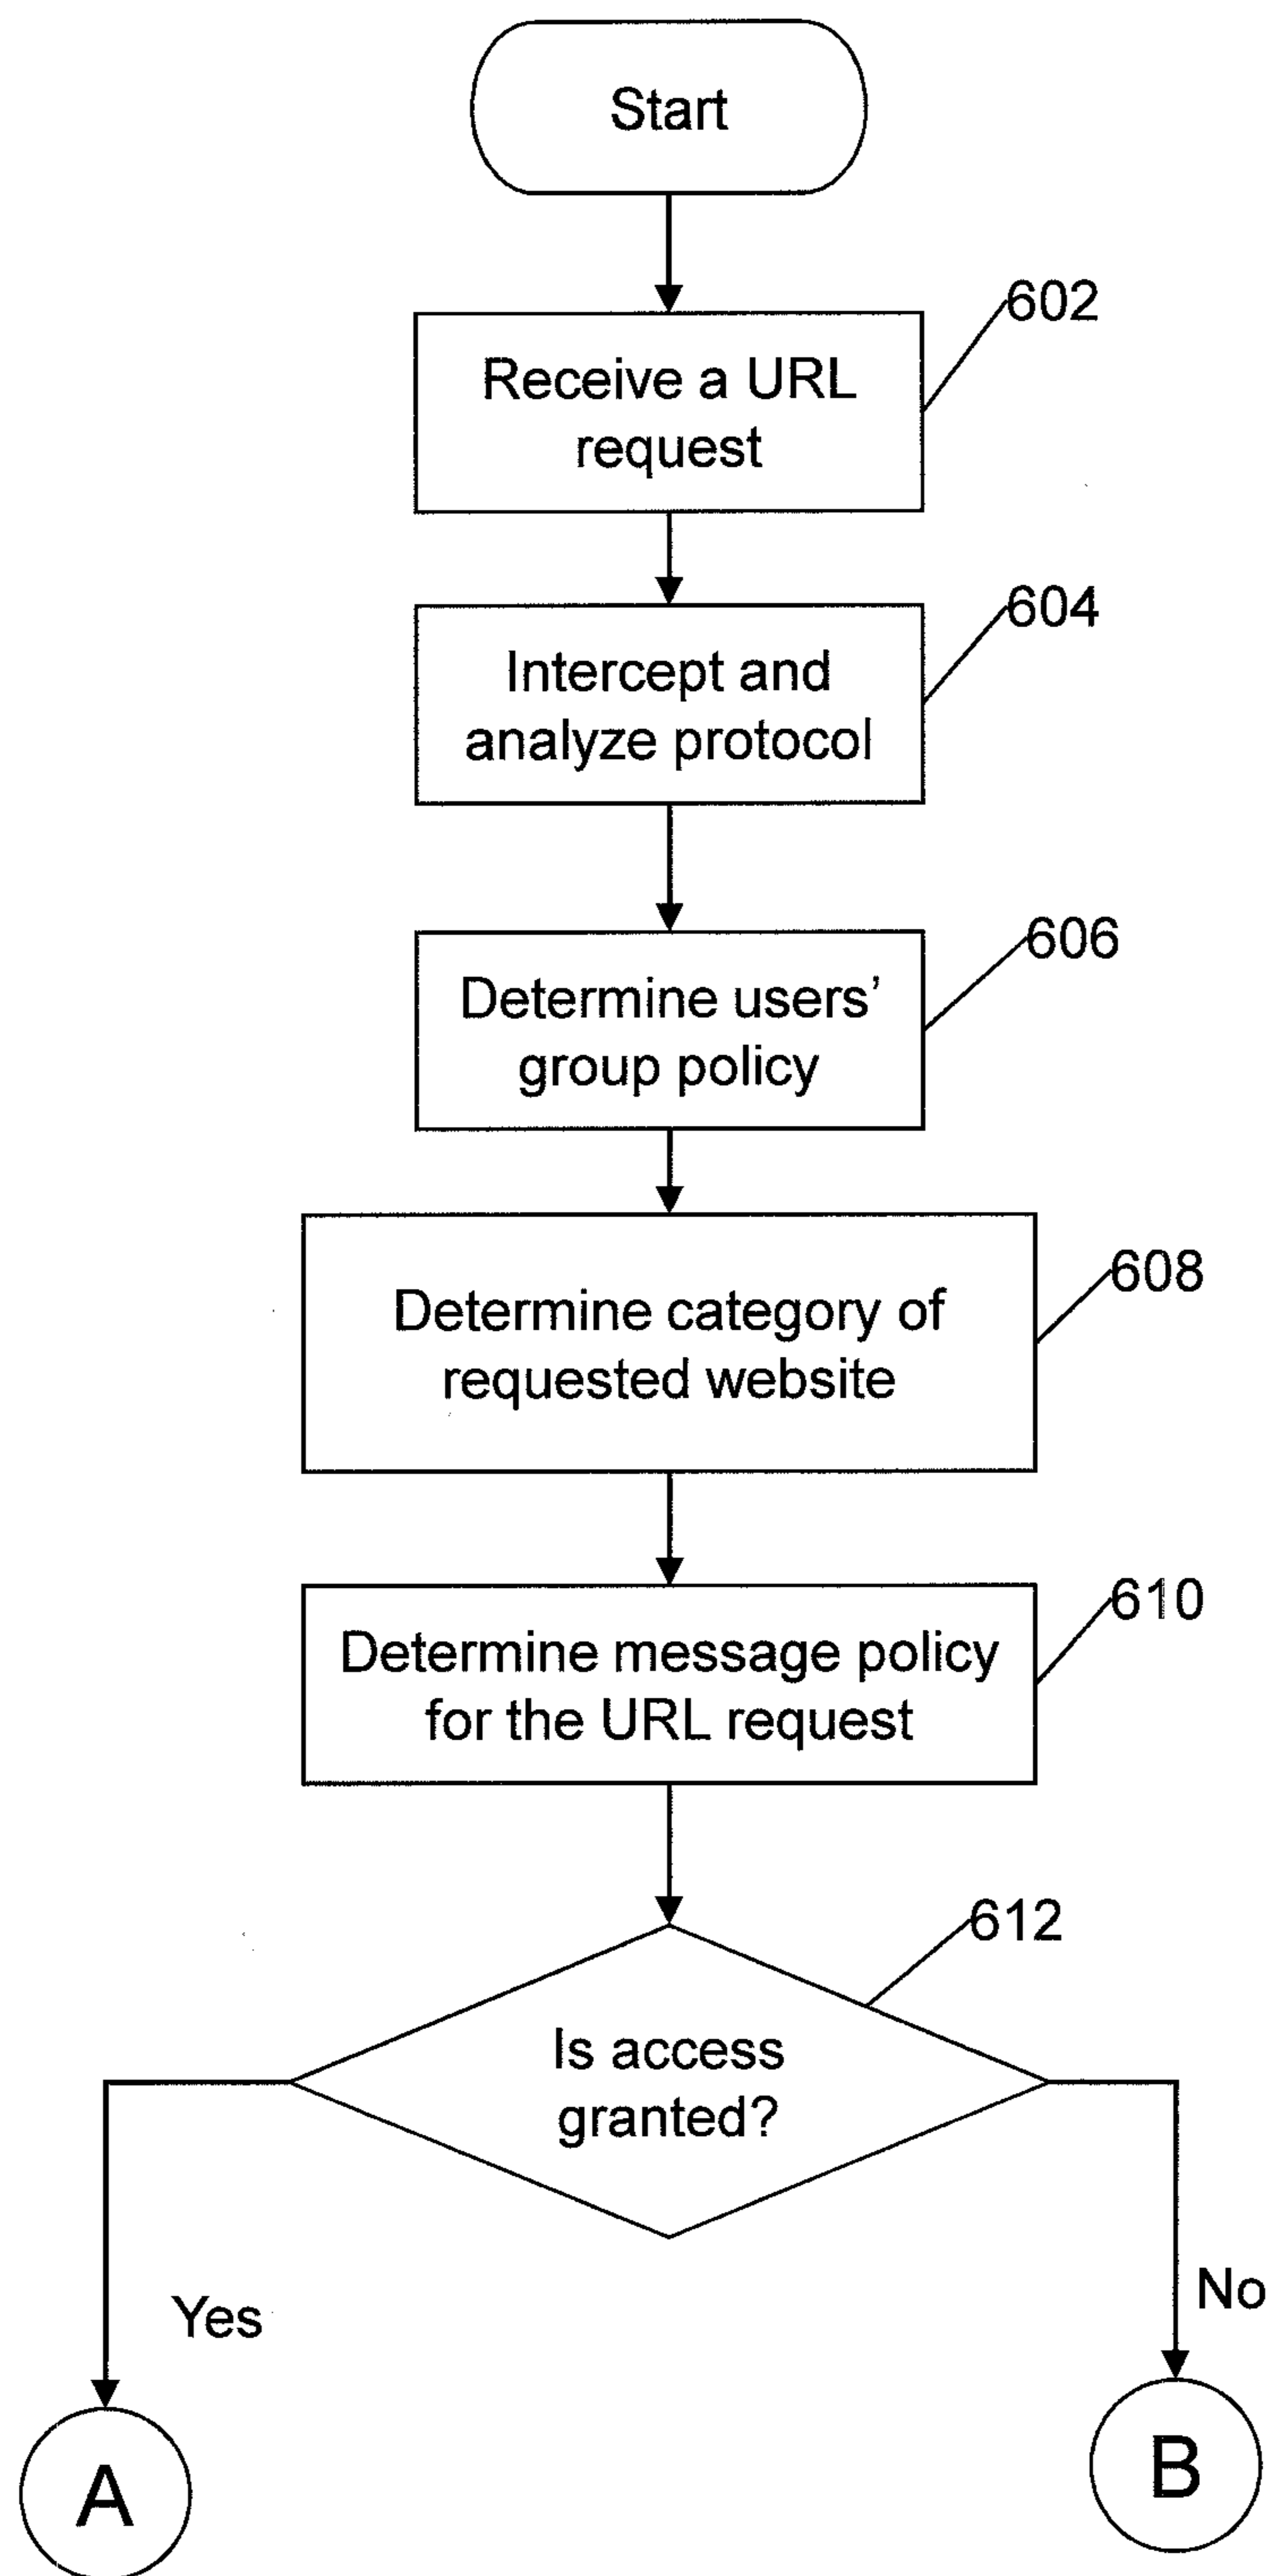 Start
602
Receive a URL
request
604
Intercept and
analyze protocol
606
Determine users’
group policy
608
Determine category of
requested website
610
Determine message policy
for the URL request
612
Is access
granted?
Yes
No
A
B